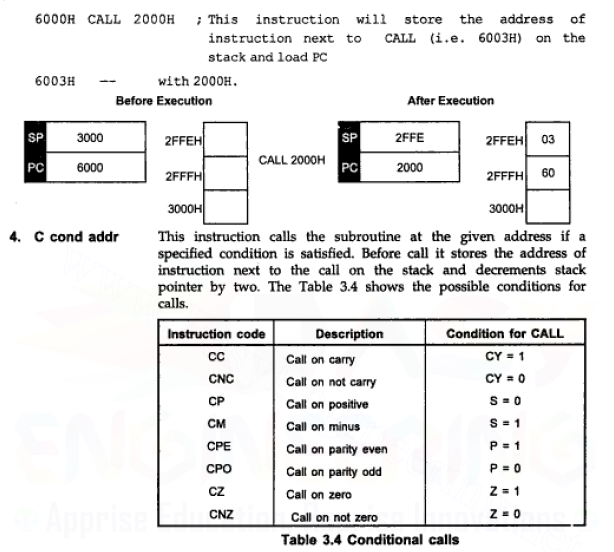 6000H CALL 2000H ; This instruction will store the address of
instruction next to CALL (i.e. 6003H) on the
stack and load PC
6003H -- with 2000H.
Before Execution After Execution
SP 3000 2FFEH SP 2FFE 2FFEH 03
PC 6000 2FFFH CALL 2000H PC 2000 2FFFH 60
3000H 3000H
4. C cond addr This instruction calls the subroutine at the given address if a
specified condition is satisfied. Before call it stores the address of
instruction next to the call on the stack and decrements stack
pointer by two. The Table 3.4 shows the possible conditions for
calls.
Instruction code Description Condition for CALL
CC Call on carry CY = 1
CNC Call on not carry CY = 0
CP Call on positive S = 0
CM Call on minus S = 1
CPE Call on parity even P = 1
CPO Call on parity odd P = 0
CZ Call on zero Z = 1
CNZ Call on not zero Z = 0
Table 3.4 Conditional calls